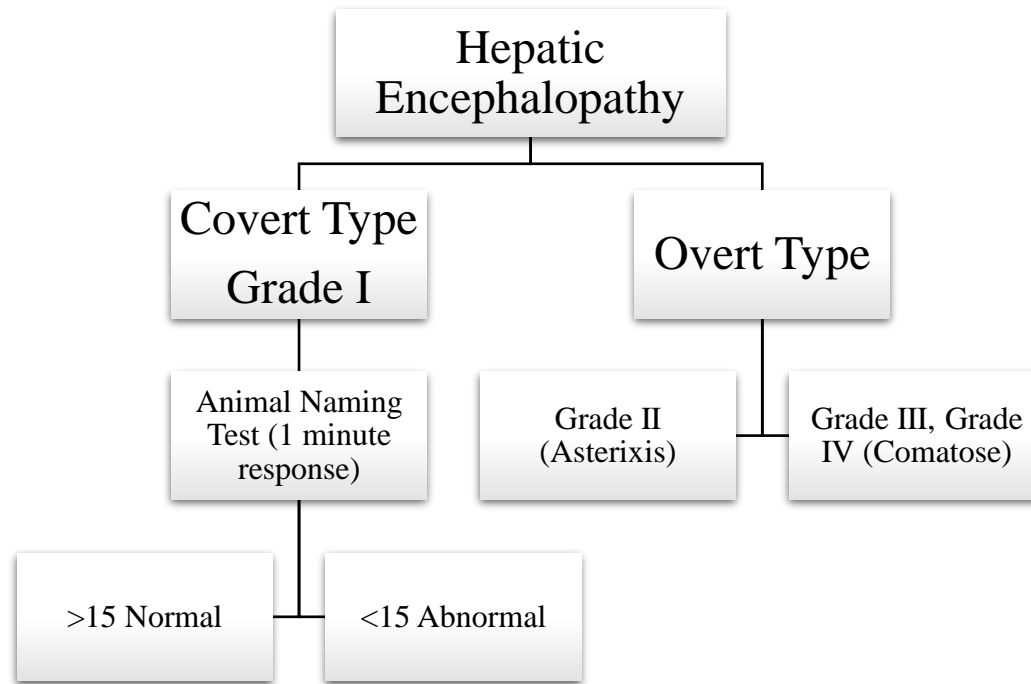 Hepatic
Encephalopathy
Covert Type
Grade I
Overt Type
Animal Naming
Test (1 minute
response)
Grade II
(Asterixis)
Grade III, Grade
IV (Comatose)
>15 Normal
<15 Abnormal